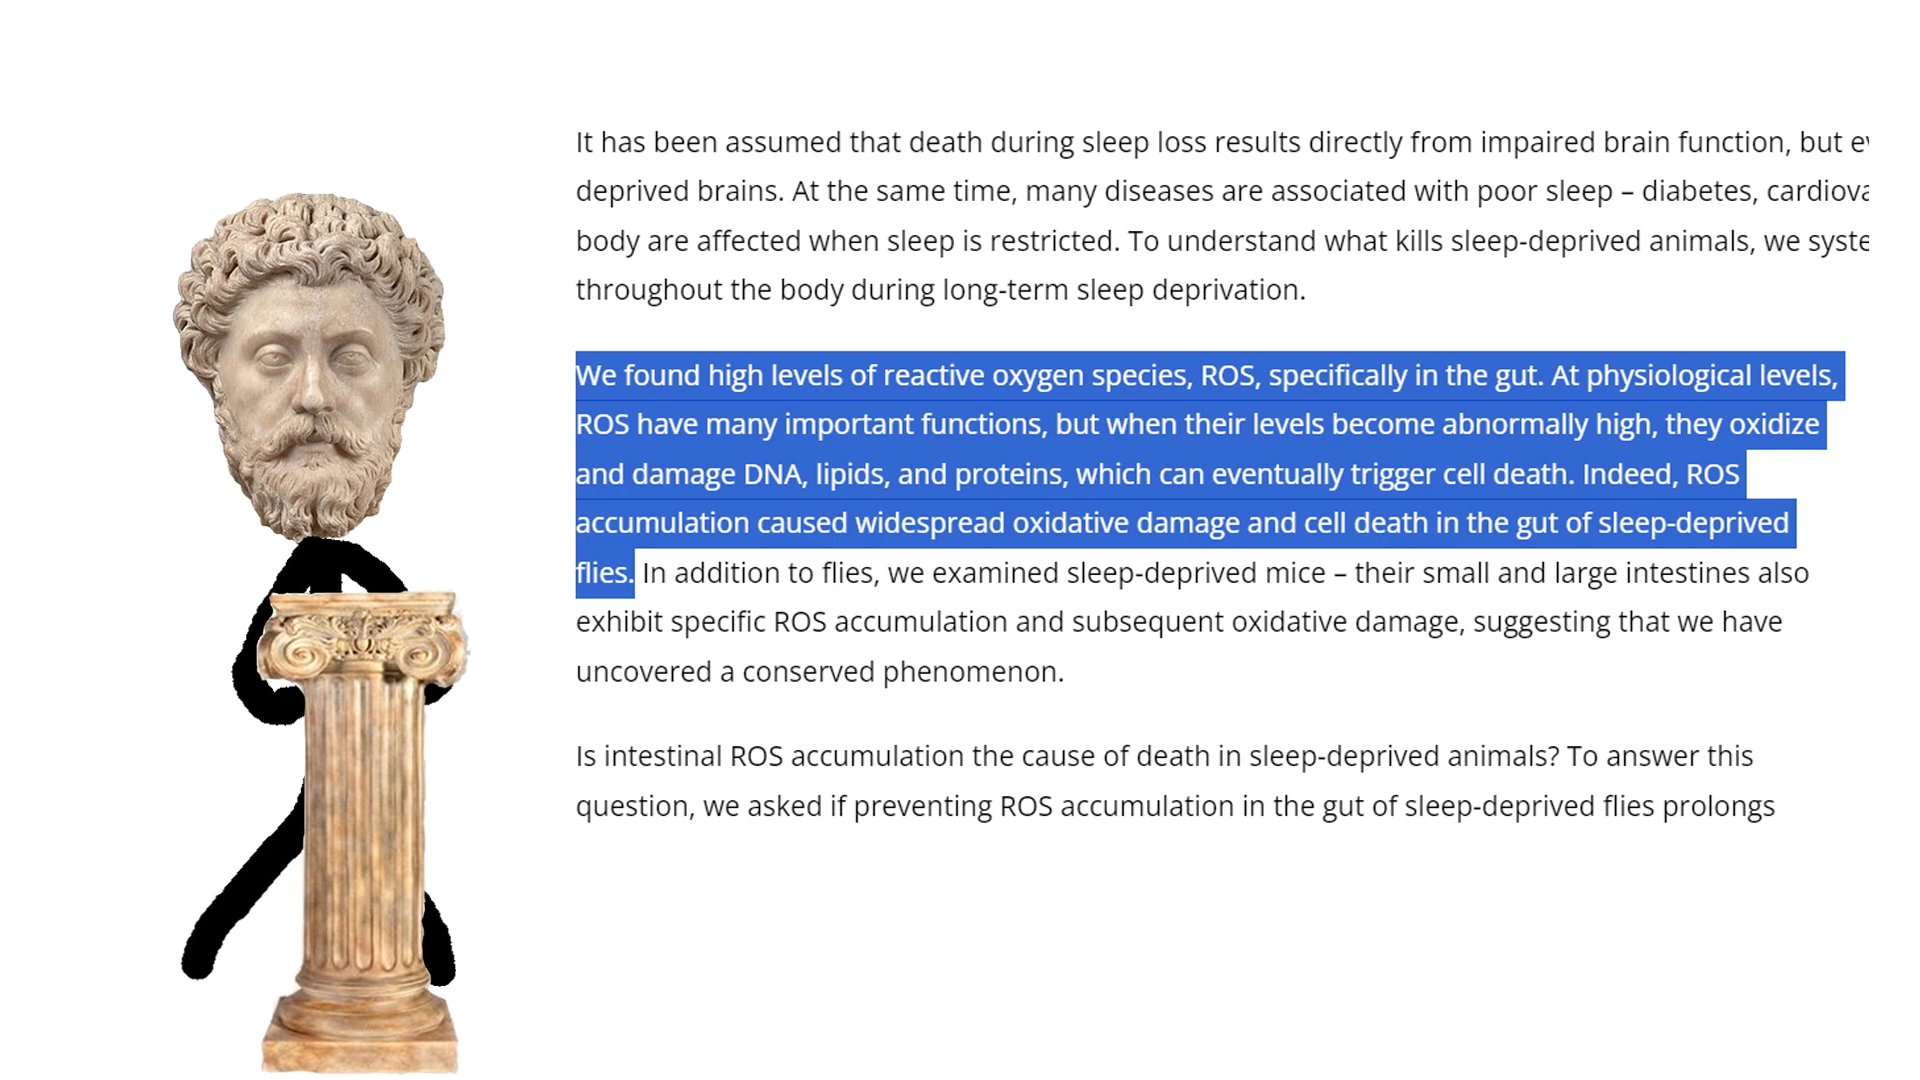 It has been assumed that death during sleep loss results directly from impaired brain function, but
deprived brains. At the same time, many diseases are associated with poor sleep – diabetes,
body are affected when sleep is restricted. To understand what kills sleep-deprived animals, we
throughout the body during long-term sleep deprivation.
We found high levels of reactive oxygen species, ROS, specifically in the gut. At physiological levels,
ROS have many important functions, but when their levels become abnormally high, they oxidize
and damage DNA, lipids, and proteins, which can eventually trigger cell death. Indeed, ROS
accumulation caused widespread oxidative damage and cell death in the gut of sleep-deprived
flies. In addition to flies, we examined sleep-deprived mice – their small and large intestines also
exhibit specific ROS accumulation and subsequent oxidative damage, suggesting that we have
uncovered a conserved phenomenon.
Is intestinal ROS accumulation the cause of death in sleep-deprived animals? To answer this
question, we asked if preventing ROS accumulation in the gut of sleep-deprived flies prolongs